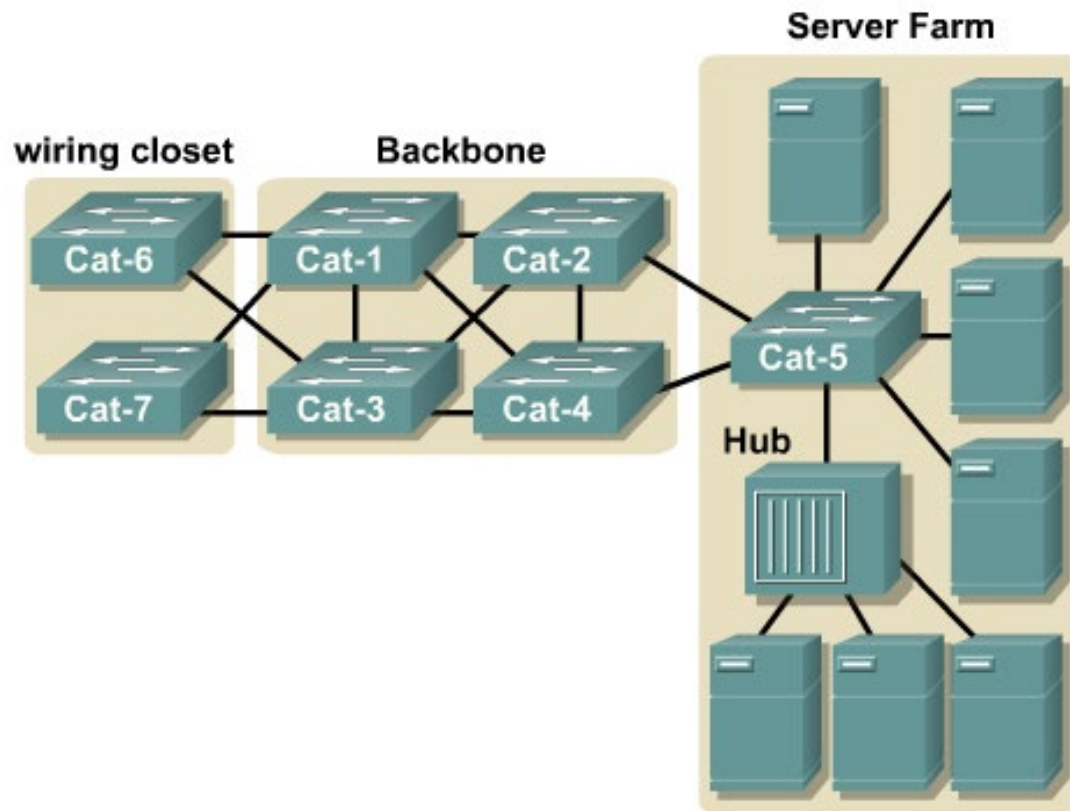 Server Farm
wiring closet
Backbone
Cat-6
Cat-1
Cat-2
Cat-7
Cat-3
Cat-4
Cat-5
Hub